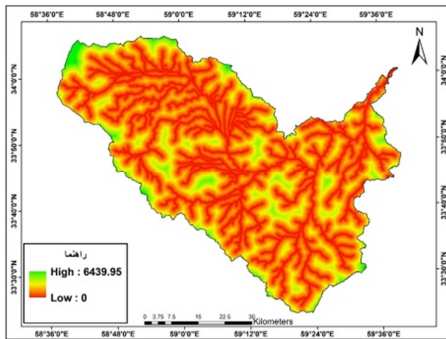 58°36'0"E 58°48'0"E 59°0'0"E 59°12'0"E 59°24'0"E 59°36'0"E
N
34°0'0"N 34°0'0"N
33°50'0"N 33°50'0"N
33°40'0"N 33°40'0"N
33°30'0"N 33°30'0"N
راهنما
High : 6439.95
Low : 0
0 3.75 7.5 15 22.5 30
Kilometers
58°36'0"E 58°48'0"E 59°0'0"E 59°12'0"E 59°24'0"E 59°36'0"E